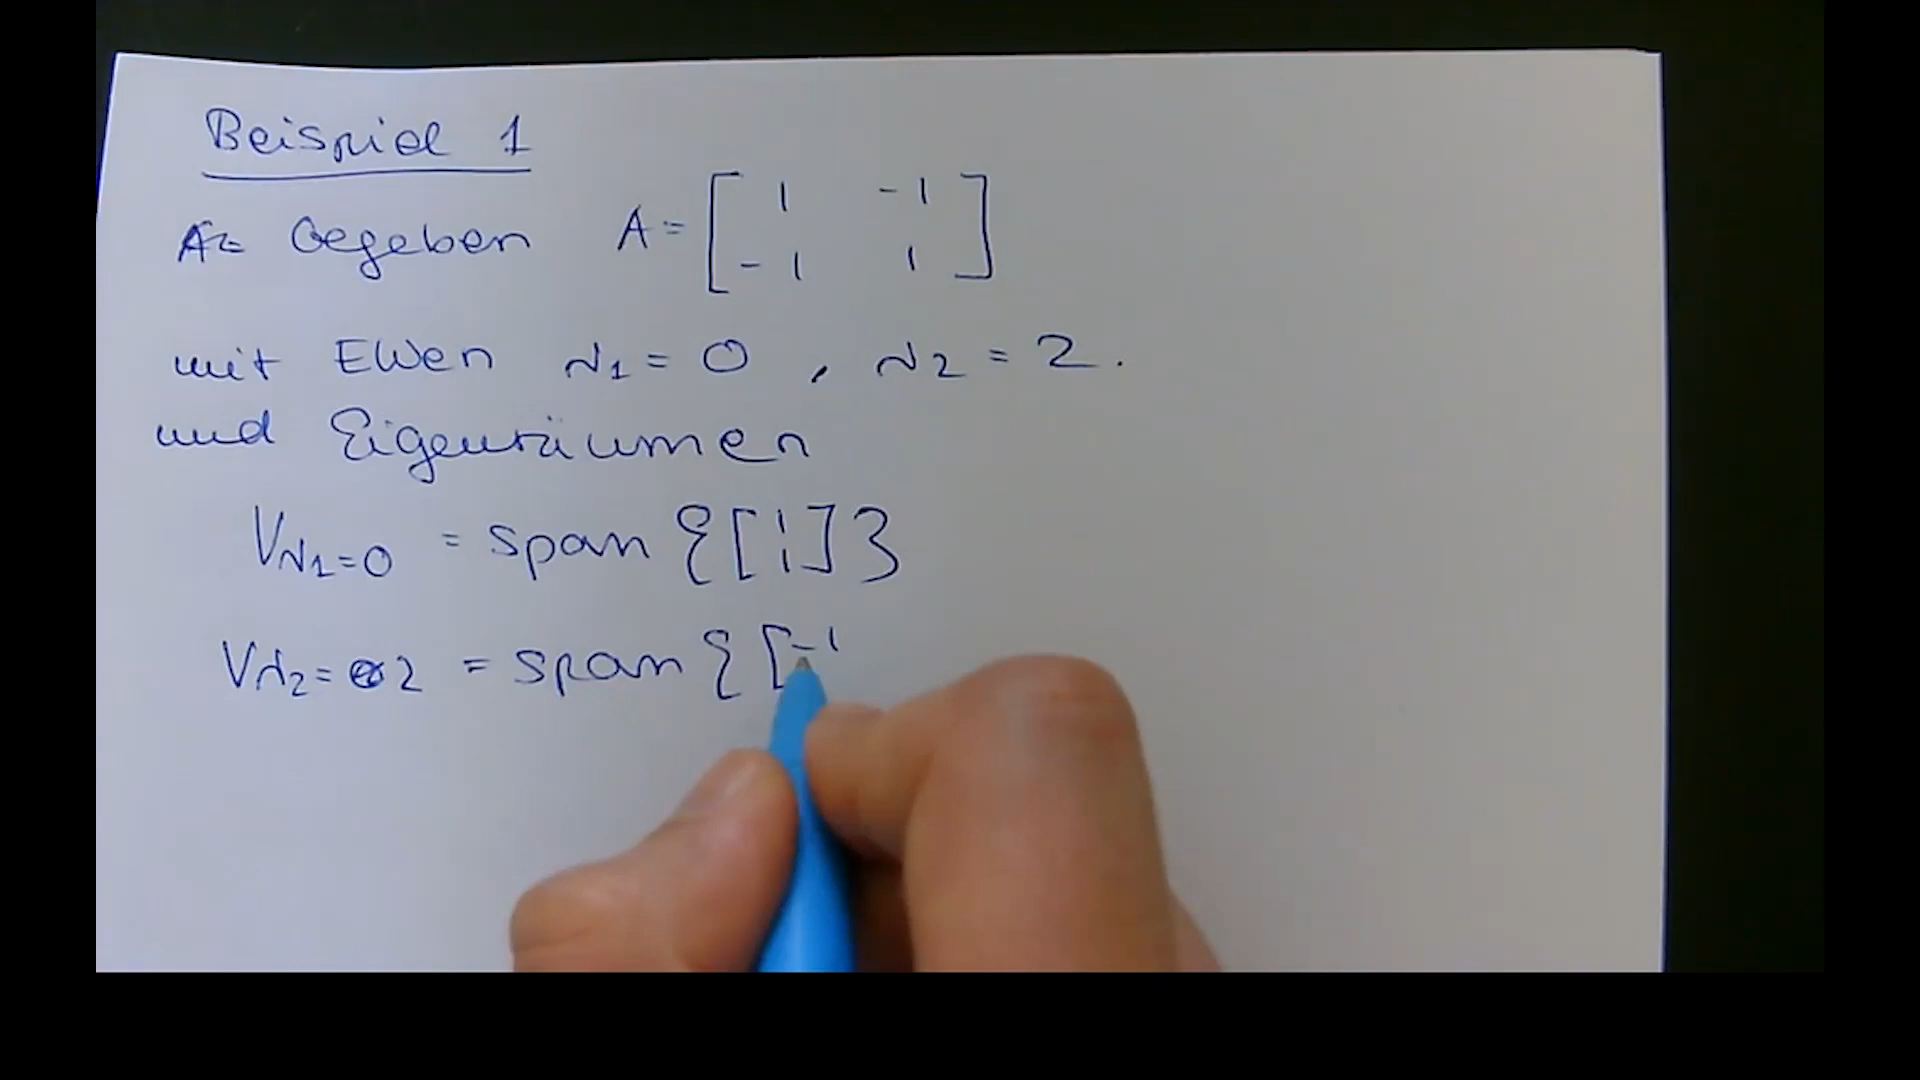 Beispiel 1
A= Gegeben A = [ 1 -1
-1 1 ]
mit EWen λ1 = 0 , λ2 = 2 .
und Eigenräumen
Vλ1=0 = span {[ 1 1 ]}
Vλ2=2 = span {[ -1